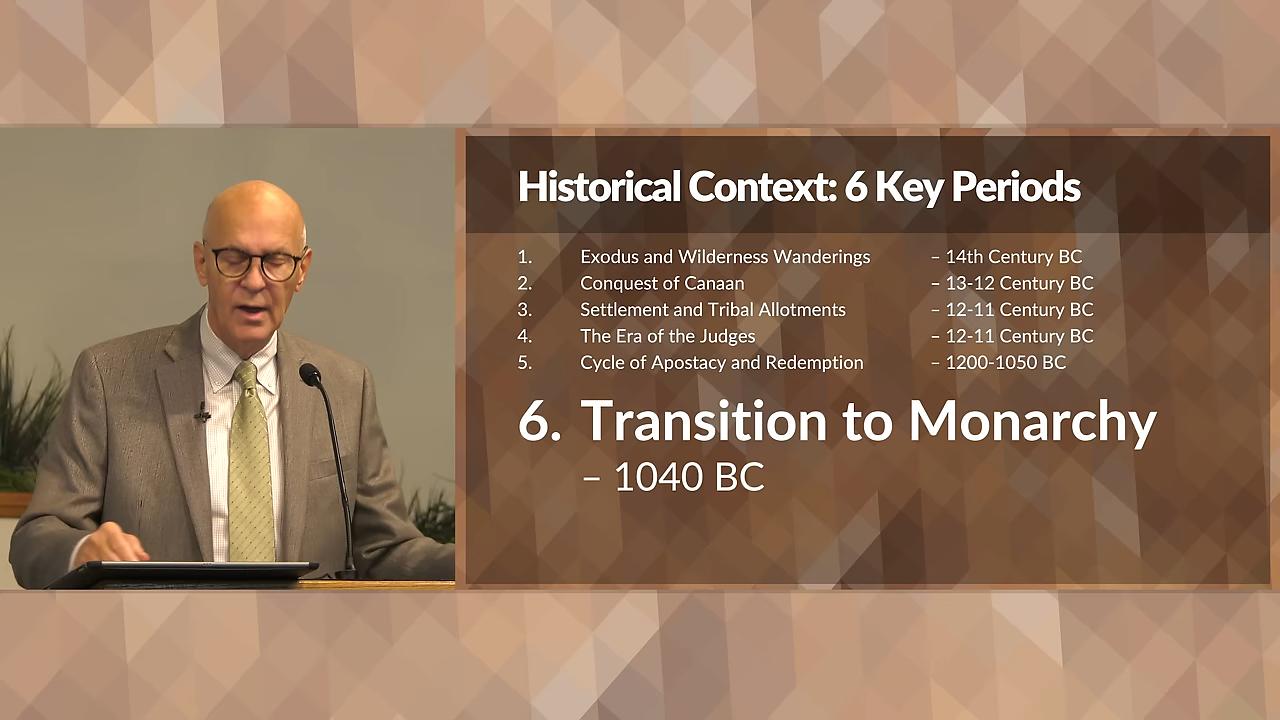 Historical Context: 6 Key Periods
1. Exodus and Wilderness Wanderings – 14th Century BC
2. Conquest of Canaan – 13-12 Century BC
3. Settlement and Tribal Allotments – 12-11 Century BC
4. The Era of the Judges – 12-11 Century BC
5. Cycle of Apostacy and Redemption – 1200-1050 BC
6. Transition to Monarchy
– 1040 BC